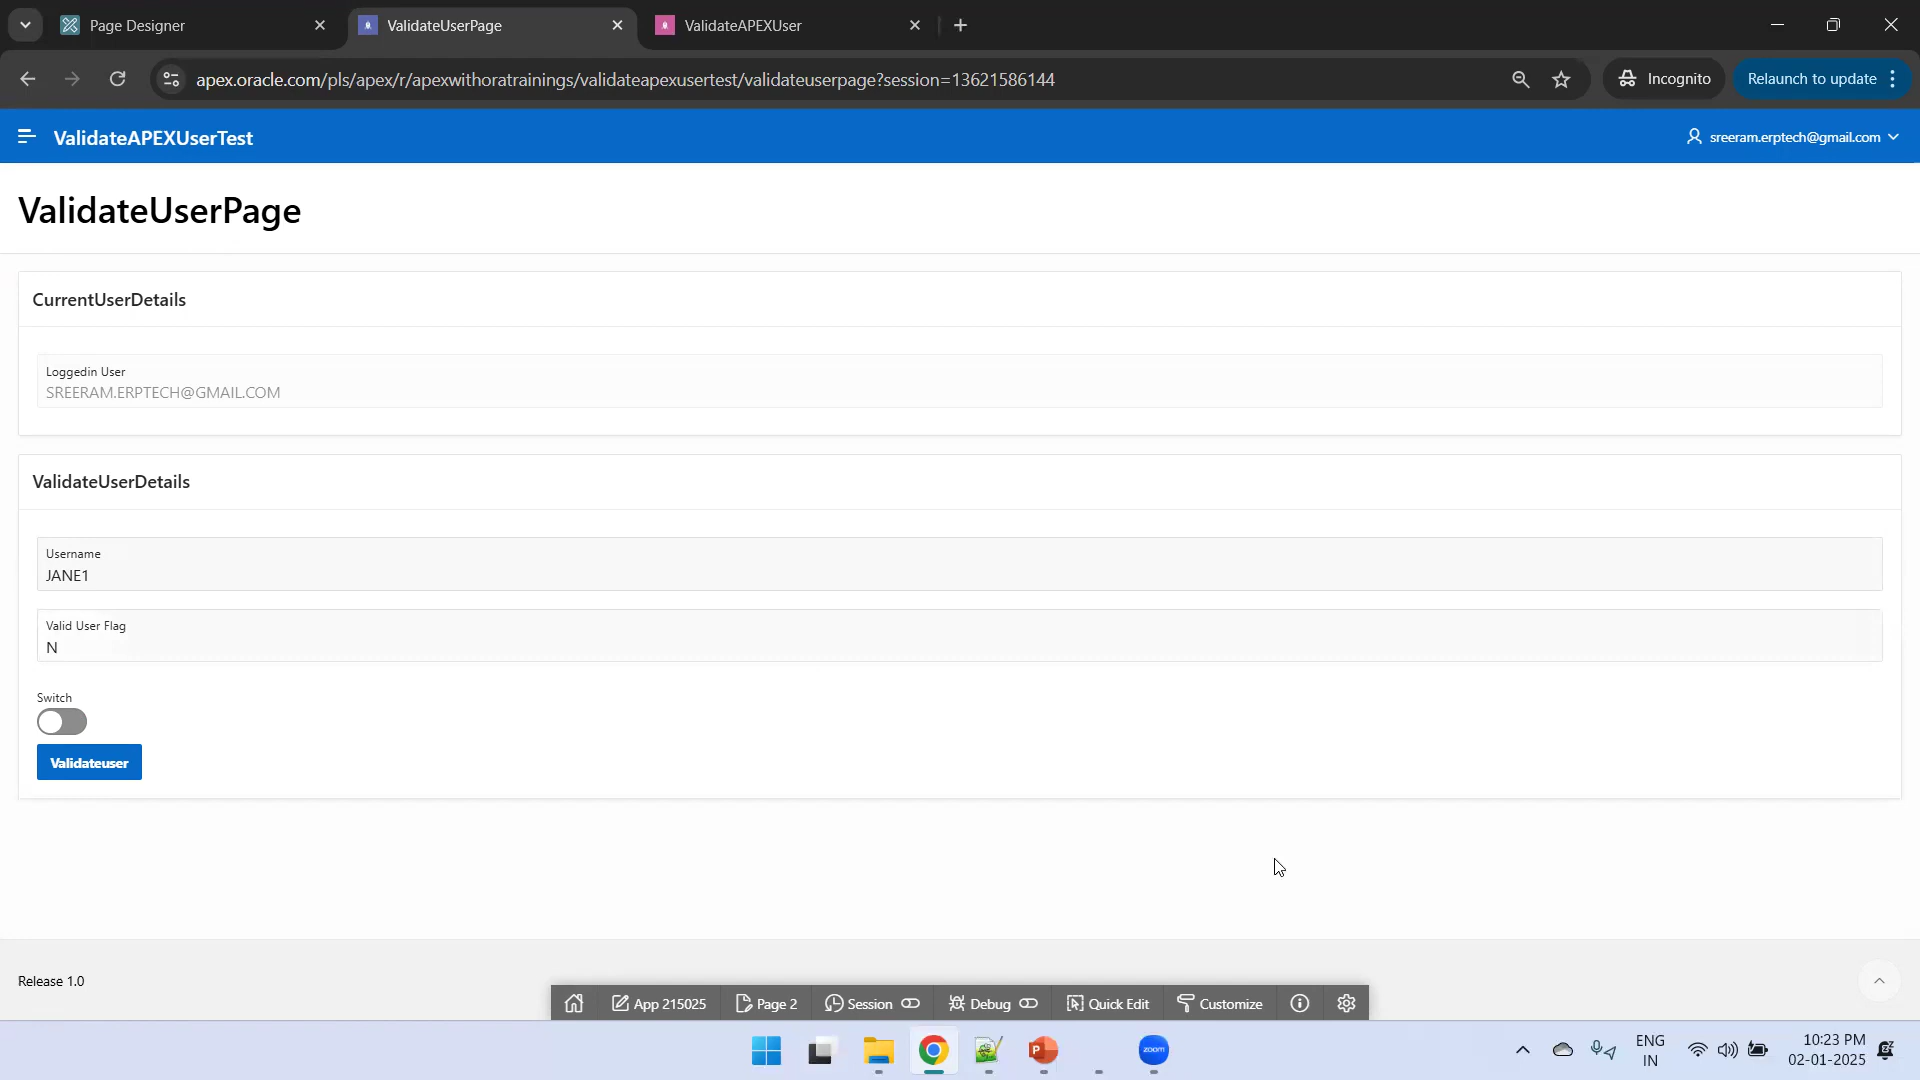 Page Designer
ValidateUserPage
ValidateAPEXUser
apex.oracle.com/pls/apex/r/apexwithoratrainings/validateapexusertest/validateuserpage?session=13621586144
Incognito
Relaunch to update
ValidateAPEXUserTest
sreeram.erptech@gmail.com
ValidateUserPage
CurrentUserDetails
Loggedin User
SREERAM.ERPTECH@GMAIL.COM
ValidateUserDetails
Username
JANE1
Valid User Flag
N
Switch
Validateuser
Release 1.0
App 215025
Page 2
Session
Debug
Quick Edit
Customize
zoom
ENG
IN
10:23 PM
02-01-2025